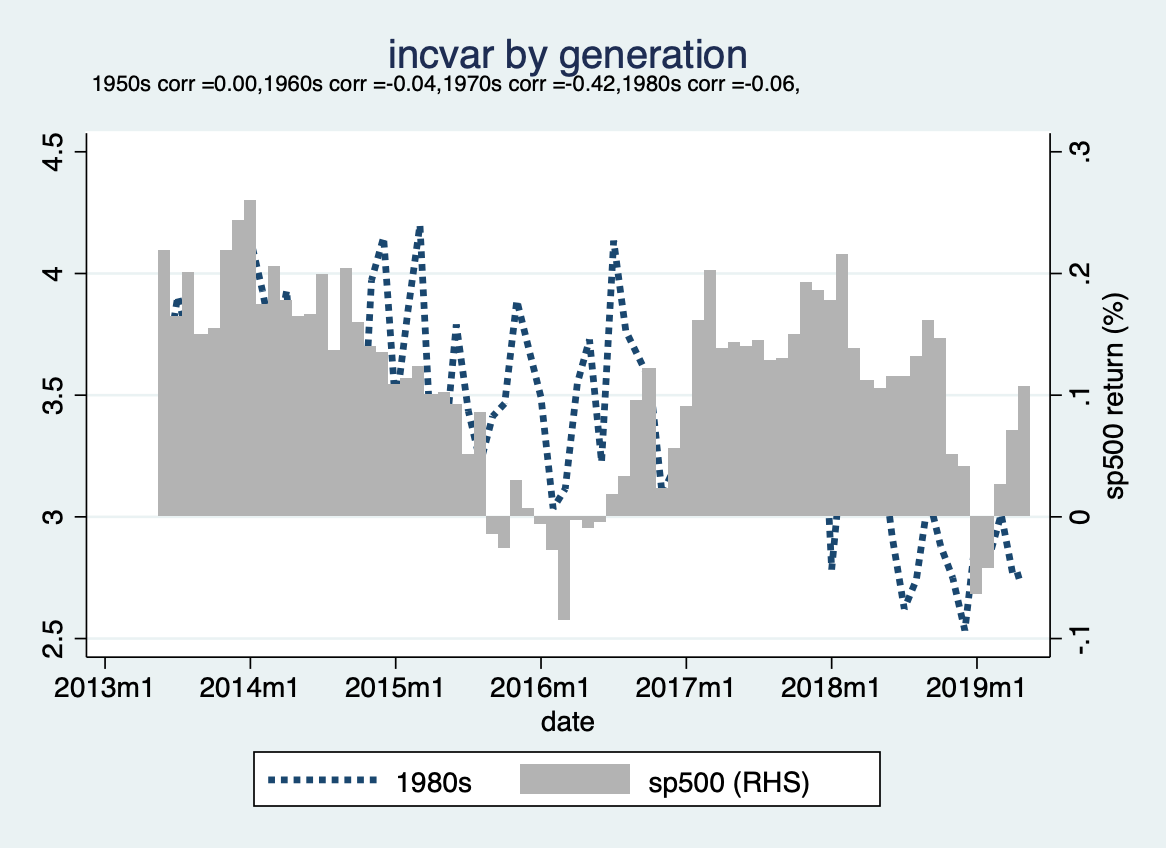 incvar by generation
1950s corr =0.00,1960s corr =-0.04,1970s corr =-0.42,1980s corr =-0.06,
4.5
4
3.5
3
2.5
.3
.2
.1
0
-.1
sp500 return (%)
2013m1 2014m1 2015m1 2016m1 2017m1 2018m1 2019m1
date
1980s sp500 (RHS)